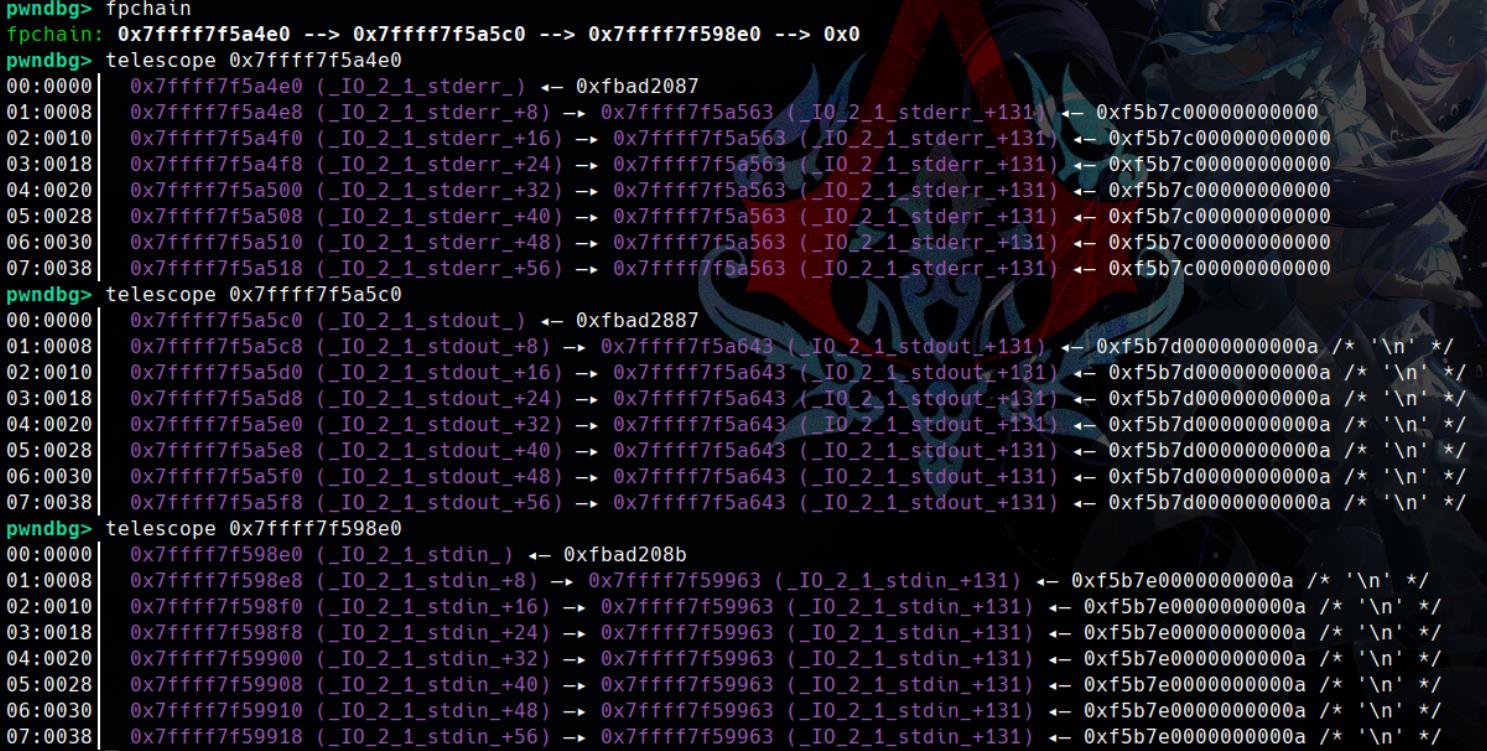 pwndbg> fpchain
fpchain: 0x7ffff7f5a4e0 --> 0x7ffff7f5a5c0 --> 0x7ffff7f598e0 --> 0x0
pwndbg> telescope 0x7ffff7f5a4e0
00:0000│ 0x7ffff7f5a4e0 (_IO_2_1_stderr_) ◂— 0xfbad2087
01:0008│ 0x7ffff7f5a4e8 (_IO_2_1_stderr_+8) —▸ 0x7ffff7f5a563 (_IO_2_1_stderr_+131) ◂— 0xf5b7c00000000000
02:0010│ 0x7ffff7f5a4f0 (_IO_2_1_stderr_+16) —▸ 0x7ffff7f5a563 (_IO_2_1_stderr_+131) ◂— 0xf5b7c00000000000
03:0018│ 0x7ffff7f5a4f8 (_IO_2_1_stderr_+24) —▸ 0x7ffff7f5a563 (_IO_2_1_stderr_+131) ◂— 0xf5b7c00000000000
04:0020│ 0x7ffff7f5a500 (_IO_2_1_stderr_+32) —▸ 0x7ffff7f5a563 (_IO_2_1_stderr_+131) ◂— 0xf5b7c00000000000
05:0028│ 0x7ffff7f5a508 (_IO_2_1_stderr_+40) —▸ 0x7ffff7f5a563 (_IO_2_1_stderr_+131) ◂— 0xf5b7c00000000000
06:0030│ 0x7ffff7f5a510 (_IO_2_1_stderr_+48) —▸ 0x7ffff7f5a563 (_IO_2_1_stderr_+131) ◂— 0xf5b7c00000000000
07:0038│ 0x7ffff7f5a518 (_IO_2_1_stderr_+56) —▸ 0x7ffff7f5a563 (_IO_2_1_stderr_+131) ◂— 0xf5b7c00000000000
pwndbg> telescope 0x7ffff7f5a5c0
00:0000│ 0x7ffff7f5a5c0 (_IO_2_1_stdout_) ◂— 0xfbad2887
01:0008│ 0x7ffff7f5a5c8 (_IO_2_1_stdout_+8) —▸ 0x7ffff7f5a643 (_IO_2_1_stdout_+131) ◂— 0xf5b7d0000000000a /* '\n' */
02:0010│ 0x7ffff7f5a5d0 (_IO_2_1_stdout_+16) —▸ 0x7ffff7f5a643 (_IO_2_1_stdout_+131) ◂— 0xf5b7d0000000000a /* '\n' */
03:0018│ 0x7ffff7f5a5d8 (_IO_2_1_stdout_+24) —▸ 0x7ffff7f5a643 (_IO_2_1_stdout_+131) ◂— 0xf5b7d0000000000a /* '\n' */
04:0020│ 0x7ffff7f5a5e0 (_IO_2_1_stdout_+32) —▸ 0x7ffff7f5a643 (_IO_2_1_stdout_+131) ◂— 0xf5b7d0000000000a /* '\n' */
05:0028│ 0x7ffff7f5a5e8 (_IO_2_1_stdout_+40) —▸ 0x7ffff7f5a643 (_IO_2_1_stdout_+131) ◂— 0xf5b7d0000000000a /* '\n' */
06:0030│ 0x7ffff7f5a5f0 (_IO_2_1_stdout_+48) —▸ 0x7ffff7f5a643 (_IO_2_1_stdout_+131) ◂— 0xf5b7d0000000000a /* '\n' */
07:0038│ 0x7ffff7f5a5f8 (_IO_2_1_stdout_+56) —▸ 0x7ffff7f5a643 (_IO_2_1_stdout_+131) ◂— 0xf5b7d0000000000a /* '\n' */
pwndbg> telescope 0x7ffff7f598e0
00:0000│ 0x7ffff7f598e0 (_IO_2_1_stdin_) ◂— 0xfbad208b
01:0008│ 0x7ffff7f598e8 (_IO_2_1_stdin_+8) —▸ 0x7ffff7f59963 (_IO_2_1_stdin_+131) ◂— 0xf5b7e0000000000a /* '\n' */
02:0010│ 0x7ffff7f598f0 (_IO_2_1_stdin_+16) —▸ 0x7ffff7f59963 (_IO_2_1_stdin_+131) ◂— 0xf5b7e0000000000a /* '\n' */
03:0018│ 0x7ffff7f598f8 (_IO_2_1_stdin_+24) —▸ 0x7ffff7f59963 (_IO_2_1_stdin_+131) ◂— 0xf5b7e0000000000a /* '\n' */
04:0020│ 0x7ffff7f59900 (_IO_2_1_stdin_+32) —▸ 0x7ffff7f59963 (_IO_2_1_stdin_+131) ◂— 0xf5b7e0000000000a /* '\n' */
05:0028│ 0x7ffff7f59908 (_IO_2_1_stdin_+40) —▸ 0x7ffff7f59963 (_IO_2_1_stdin_+131) ◂— 0xf5b7e0000000000a /* '\n' */
06:0030│ 0x7ffff7f59910 (_IO_2_1_stdin_+48) —▸ 0x7ffff7f59963 (_IO_2_1_stdin_+131) ◂— 0xf5b7e0000000000a /* '\n' */
07:0038│ 0x7ffff7f59918 (_IO_2_1_stdin_+56) —▸ 0x7ffff7f59963 (_IO_2_1_stdin_+131) ◂— 0xf5b7e0000000000a /* '\n' */